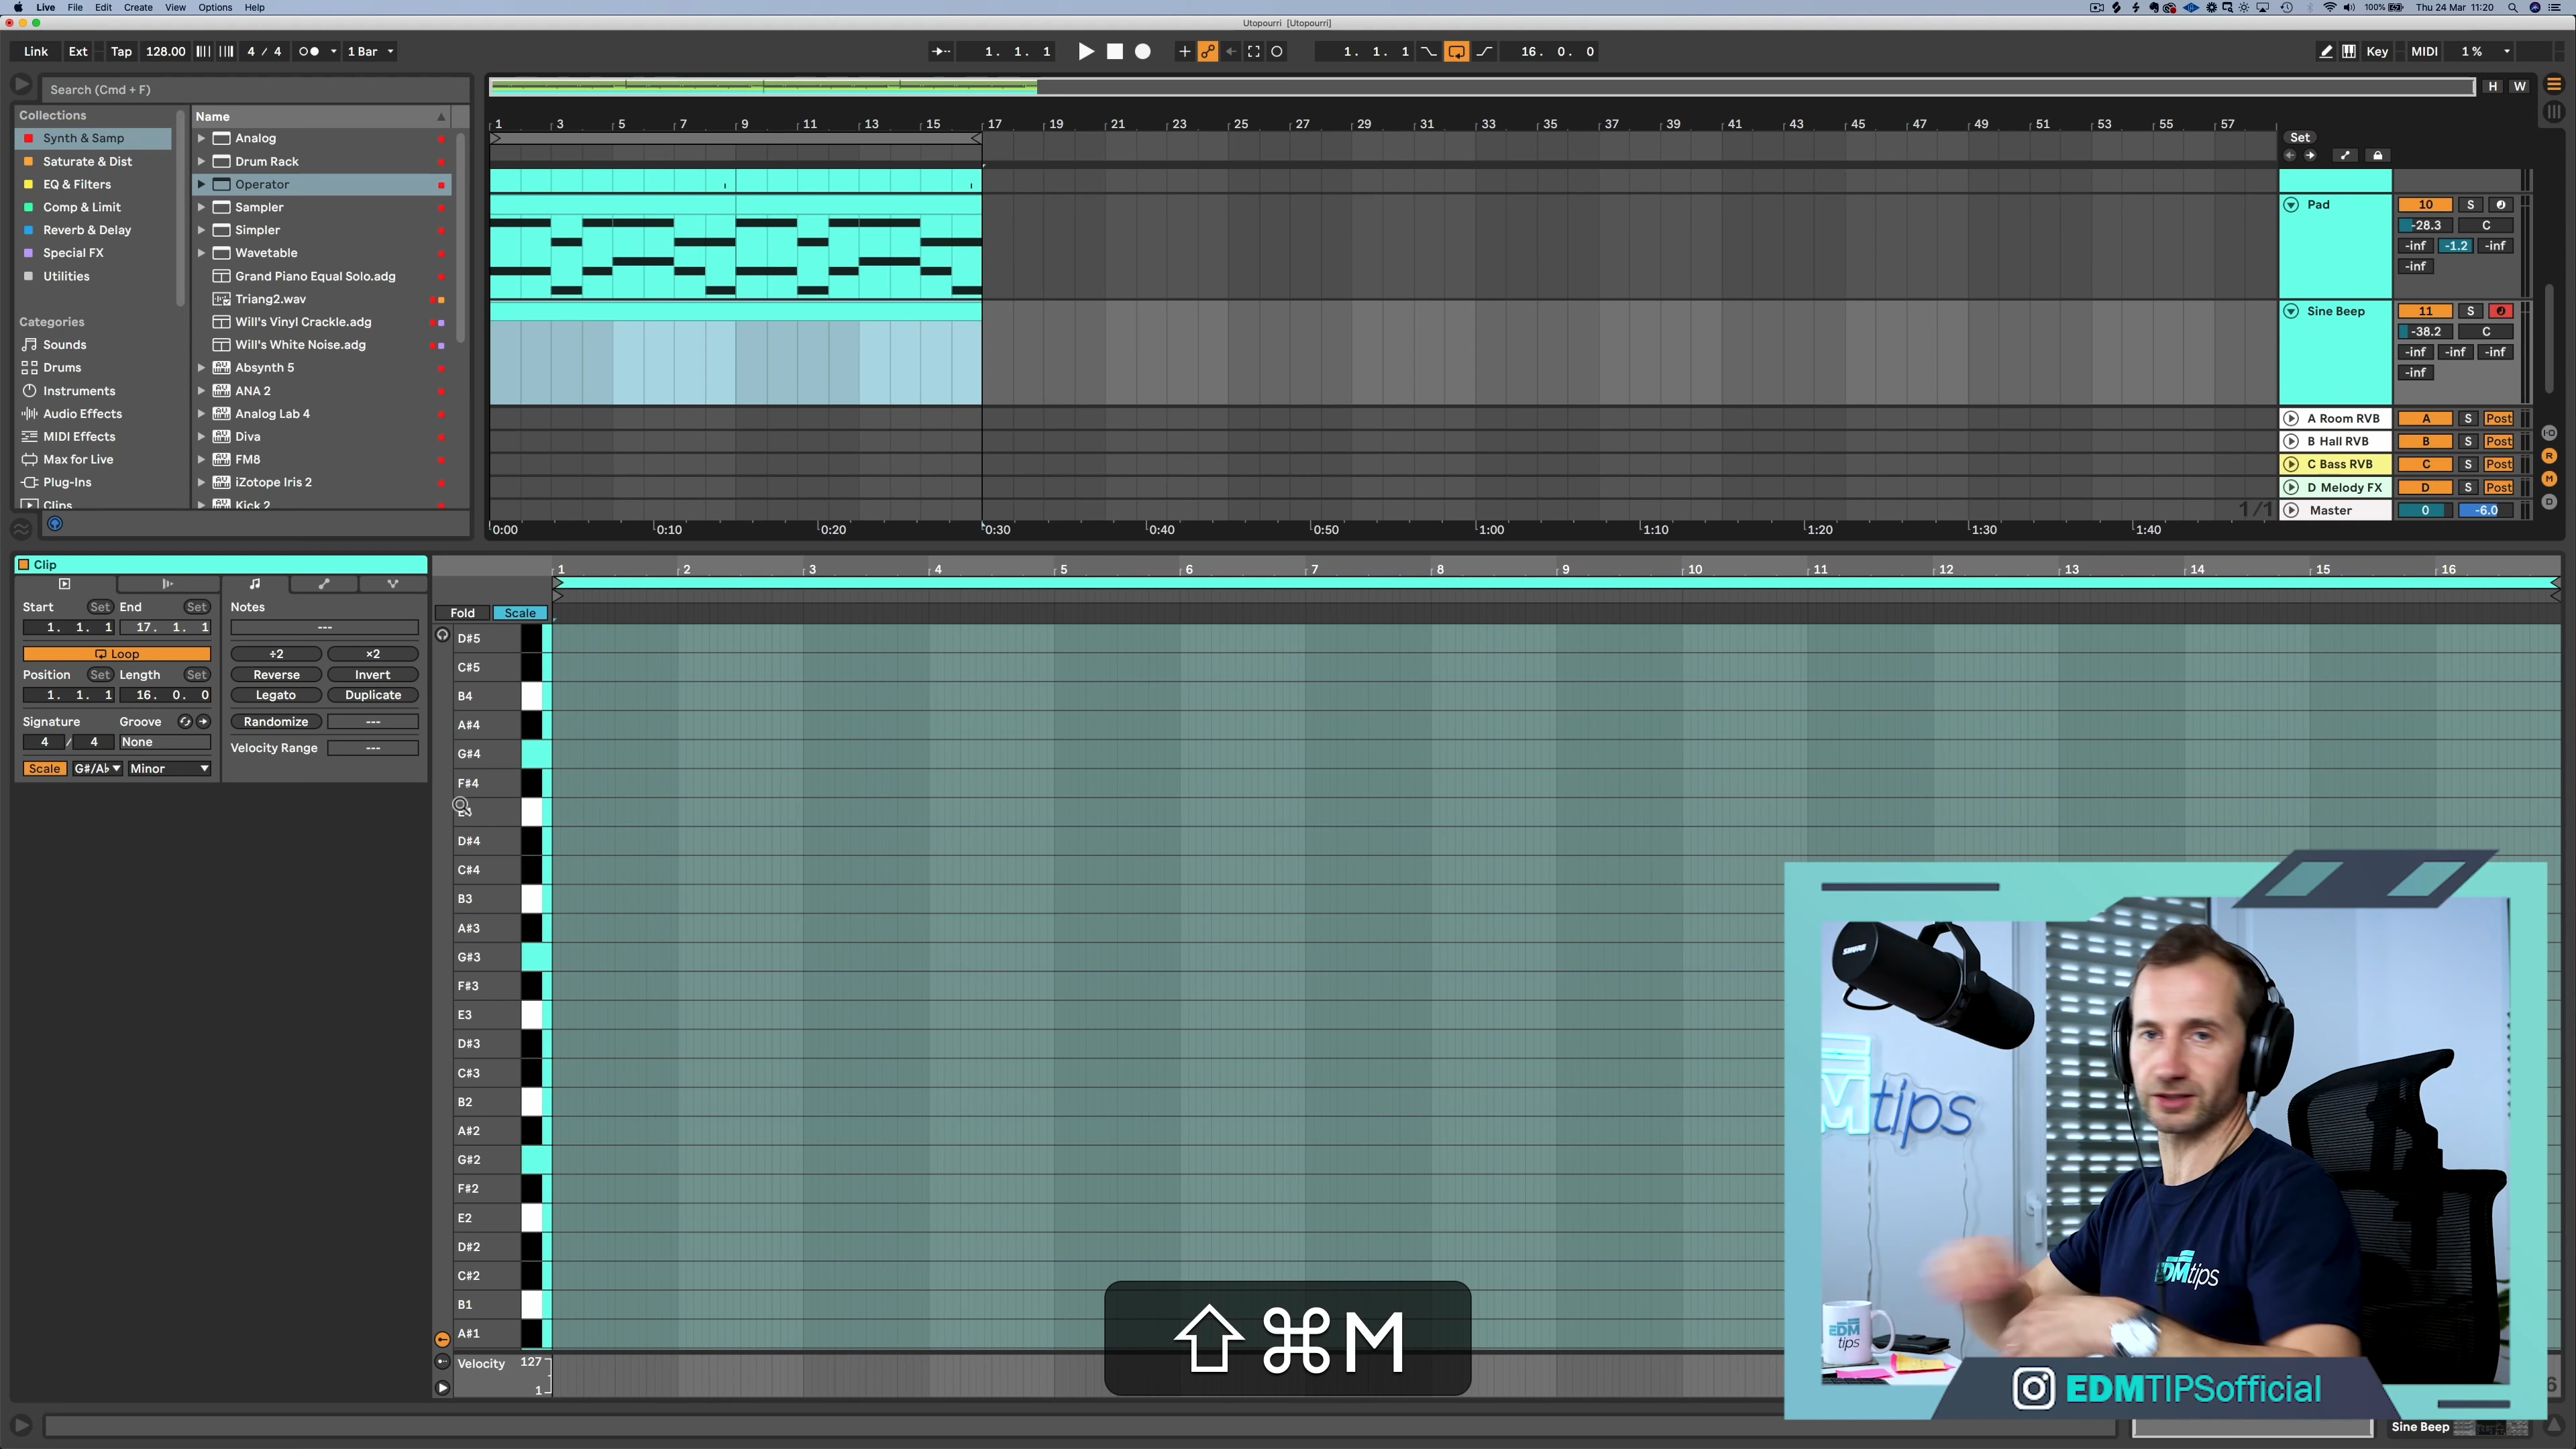 Live File Edit Create View Options Help
100% Thu 24 Mar 11:20
Utopourri [Utopourri]
Link Ext Tap 128.00 4 / 4 1 Bar
1. 1. 1
1. 1. 1
16. 0. 0
Key MIDI 1 %
Search (Cmd + F)
H W
Collections
Synth & Samp
Saturate & Dist
EQ & Filters
Comp & Limit
Reverb & Delay
Special FX
Utilities
Categories
Sounds
Drums
Instruments
Audio Effects
MIDI Effects
Max for Live
Plug-Ins
Clips
Name
Analog
Drum Rack
Operator
Sampler
Simpler
Wavetable
Grand Piano Equal Solo.adg
Triang2.wav
Will's Vinyl Crackle.adg
Will's White Noise.adg
Absynth 5
ANA 2
Analog Lab 4
Diva
FM8
iZotope Iris 2
Kick 2
1 3 5 7 9 11 13 15 17 19 21 23 25 27 29 31 33 35 37 39 41 43 45 47 49 51 53 55 57
Set
Pad 10 S
-28.3 C
-inf -1.2 -inf
-inf
Sine Beep 11 S
-38.2 C
-inf -inf -inf
-inf
A Room RVB A S Post
B Hall RVB B S Post
C Bass RVB C S Post
D Melody FX D S Post
1/1 Master 0 -6.0
I-O
R
M
D
0:00 0:10 0:20 0:30 0:40 0:50 1:00 1:10 1:20 1:30 1:40
Clip
Start Set End Set
1. 1. 1 17. 1. 1
Loop
Position Set Length Set
1. 1. 1 16. 0. 0
Signature Groove
4 / 4 None
Scale G#/Ab Minor
Notes
---
÷2 ×2
Reverse Invert
Legato Duplicate
Randomize ---
Velocity Range ---
1 2 3 4 5 6 7 8 9 10 11 12 13 14 15 16
Fold Scale
D#5
C#5
B4
A#4
G#4
F#4
D#4
C#4
B3
A#3
G#3
F#3
E3
D#3
C#3
B2
A#2
G#2
F#2
E2
D#2
C#2
B1
A#1
Velocity 127
1
⇧⌘M
SHURE
Mtips
EDMtips
EDM
tips
EDMTIPSofficial
Sine Beep